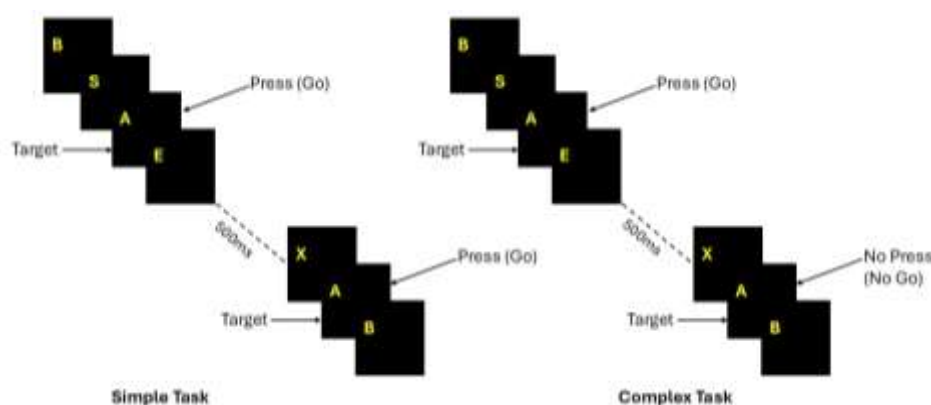 B
S
A
E
Press (Go)
Target
500ms
X
A
B
Press (Go)
Target
Simple Task
B
S
A
E
Press (Go)
Target
500ms
X
A
B
No Press
(No Go)
Target
Complex Task